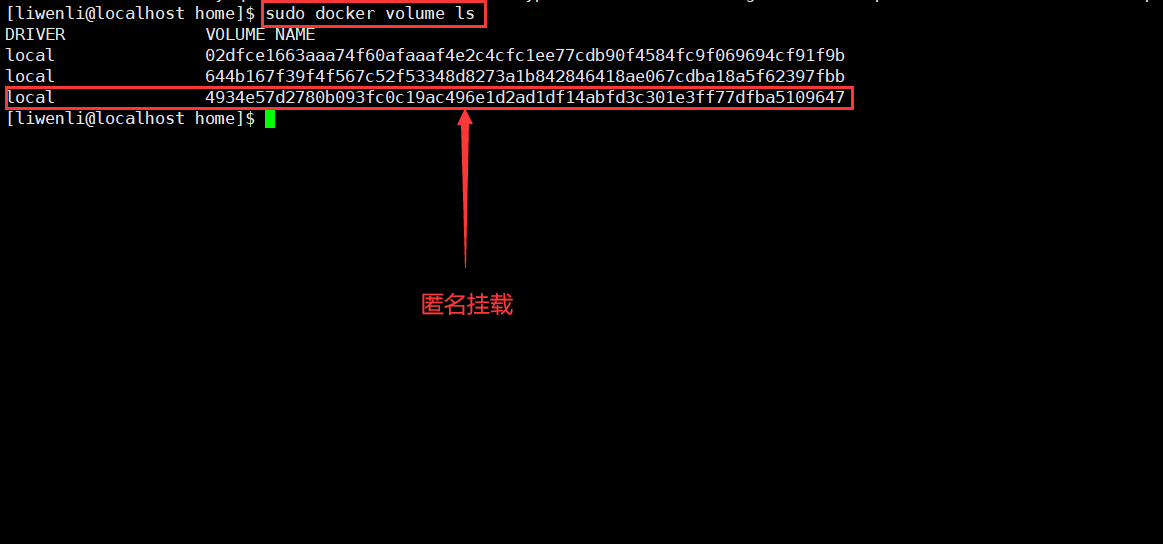 [liwenli@localhost home]$ sudo docker volume ls
DRIVER VOLUME NAME
local 02dfce1663aaa74f60afaaaf4e2c4cfc1ee77cdb90f4584fc9f069694cf91f9b
local 644b167f39f4f567c52f53348d8273a1b842846418ae067cdba18a5f62397fbb
local 4934e57d2780b093fc0c19ac496e1d2ad1df14abfd3c301e3ff77dfba5109647
[liwenli@localhost home]$
匿名挂载